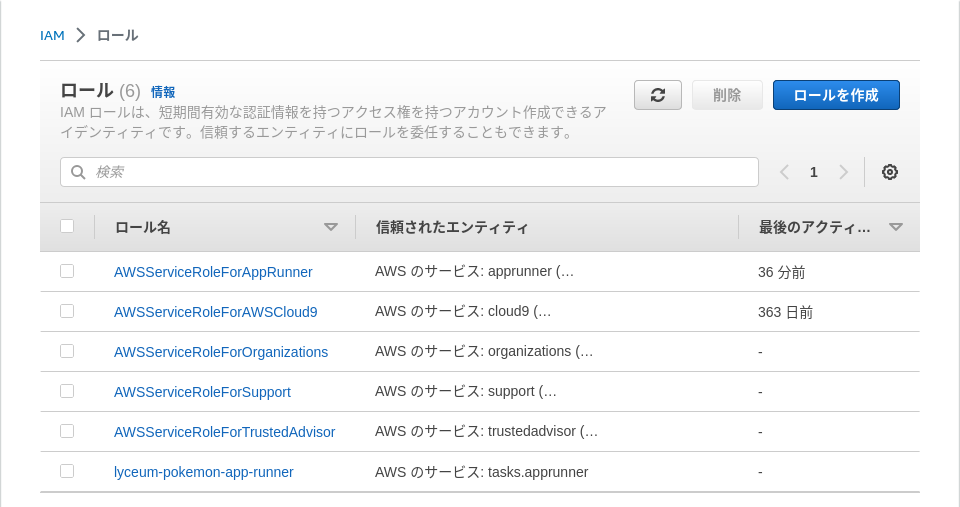 IAM > ロール
ロール (6) 情報
IAM ロールは、短期間有効な認証情報を持つアクセス権を持つアカウント作成できるア
イデンティティです。信頼するエンティティにロールを委任することもできます。
削除 ロールを作成
検索
1
ロール名 信頼されたエンティティ 最後のアクティ...
AWSServiceRoleForAppRunner AWS のサービス: apprunner (… 36 分前
AWSServiceRoleForAWSCloud9 AWS のサービス: cloud9 (… 363 日前
AWSServiceRoleForOrganizations AWS のサービス: organizations (… -
AWSServiceRoleForSupport AWS のサービス: support (… -
AWSServiceRoleForTrustedAdvisor AWS のサービス: trustedadvisor (… -
lyceum-pokemon-app-runner AWS のサービス: tasks.apprunner -